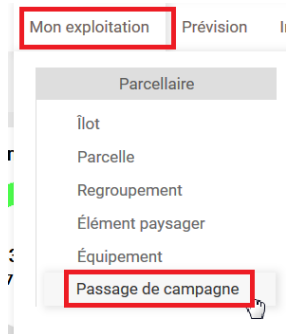 Mon exploitation Prévision
Parcellaire
Îlot
Parcelle
Regroupement
Élément paysager
Équipement
Passage de campagne